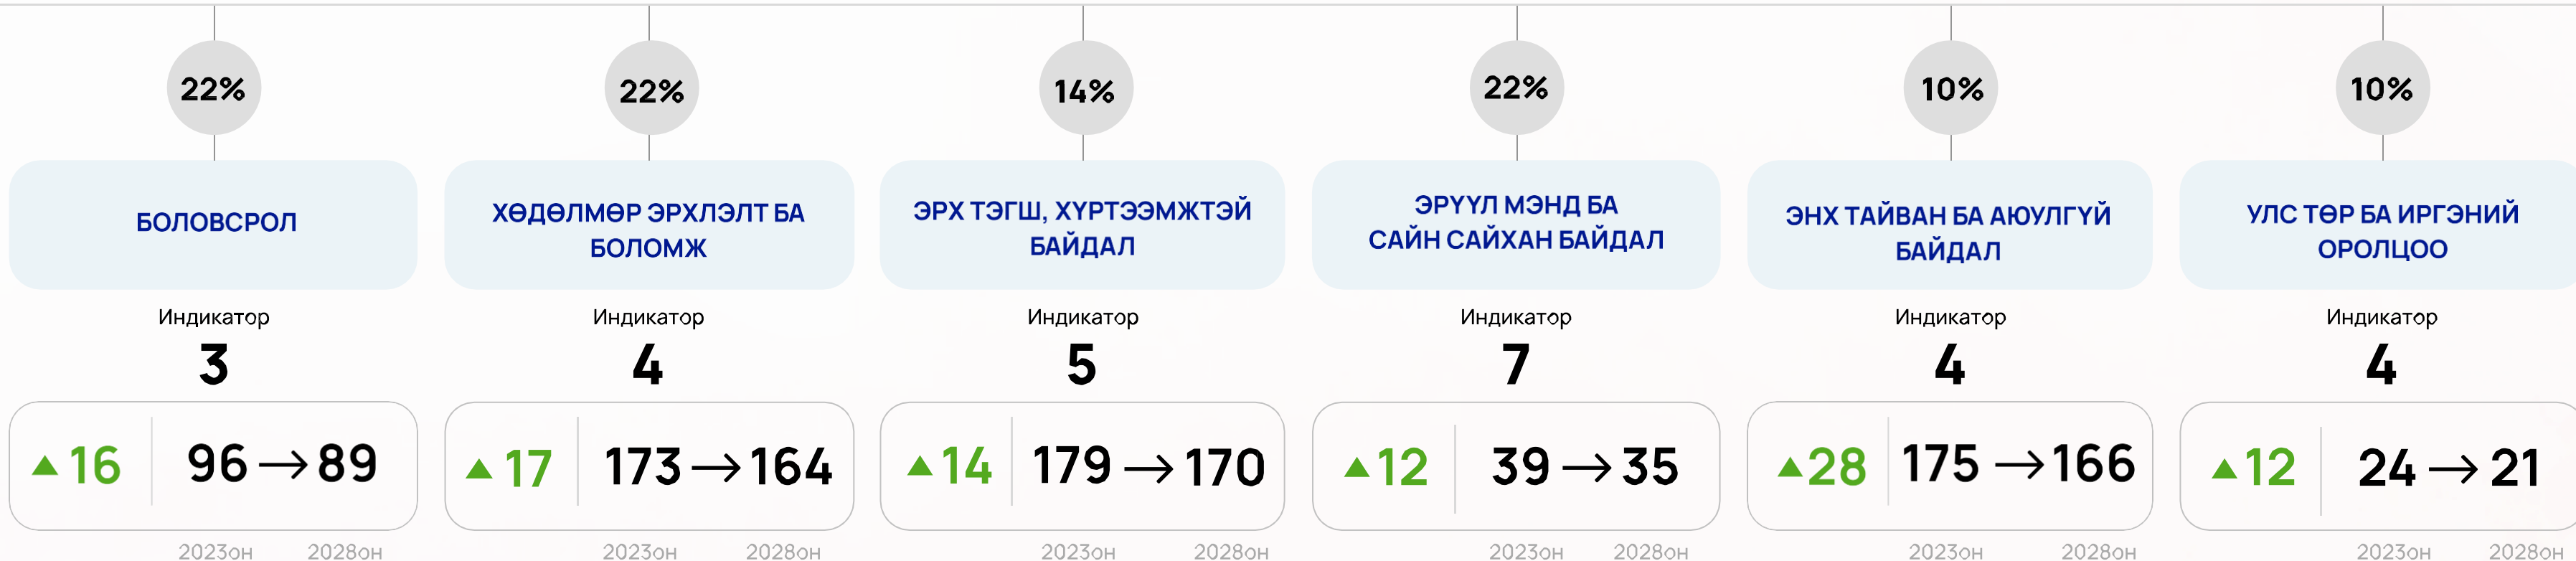 22%
22%
14%
22%
10%
10%
БОЛОВСРОЛ
ХӨДӨЛМӨР ЭРХЛЭЛТ БА
БОЛОМЖ
ЭРХ ТЭГШ, ХҮРТЭЭМЖТЭЙ
БАЙДАЛ
ЭРҮҮЛ МЭНД БА
САЙН САЙХАН БАЙДАЛ
ЭНХ ТАЙВАН БА АЮУЛГҮЙ
БАЙДАЛ
УЛС ТӨР БА ИРГЭНИЙ
ОРОЛЦОО
Индикатор
3
Индикатор
4
Индикатор
5
Индикатор
7
Индикатор
4
Индикатор
4
▲16 96→89
▲17 173→164
▲14 179→170
▲12 39→35
▲28 175→166
▲12 24→21
2023он 2028он
2023он 2028он
2023он 2028он
2023он 2028он
2023он 2028он
2023он 2028он